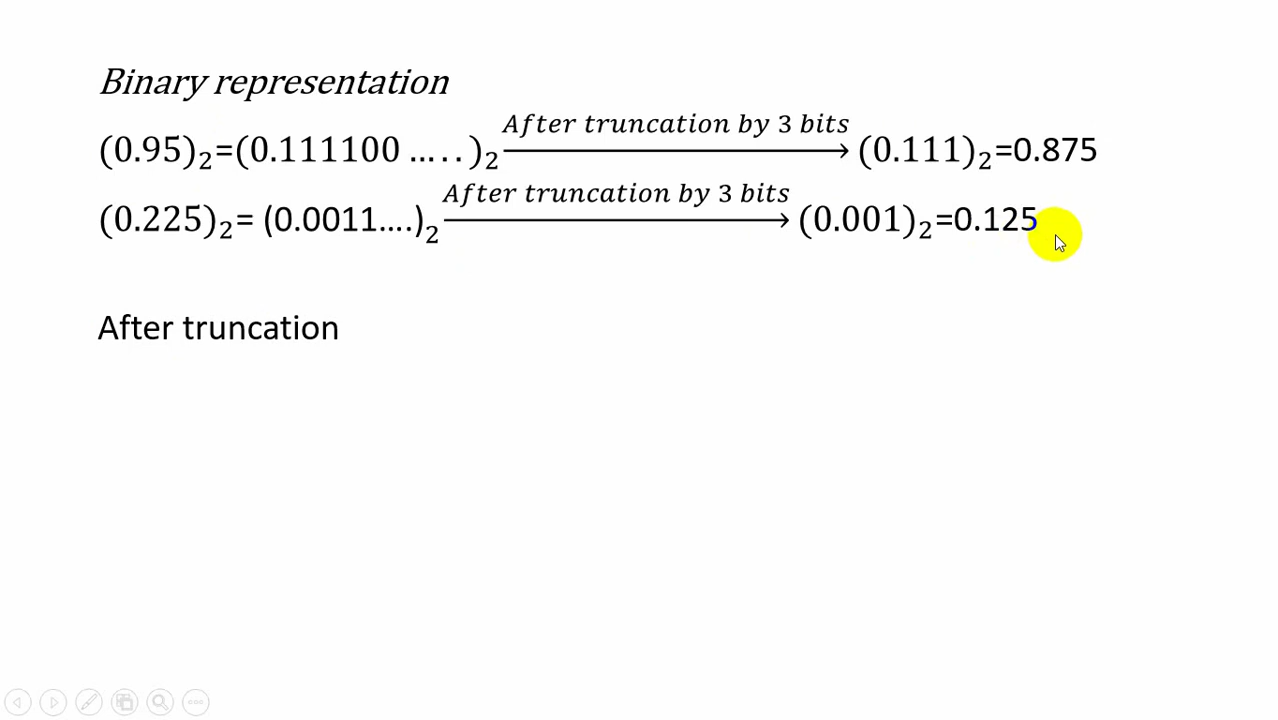 Binary representation
(0.95)₂=(0.111100 ...... )₂ After truncation by 3 bits → (0.111)₂=0.875
(0.225)₂= (0.0011....)₂ After truncation by 3 bits → (0.001)₂=0.125
After truncation